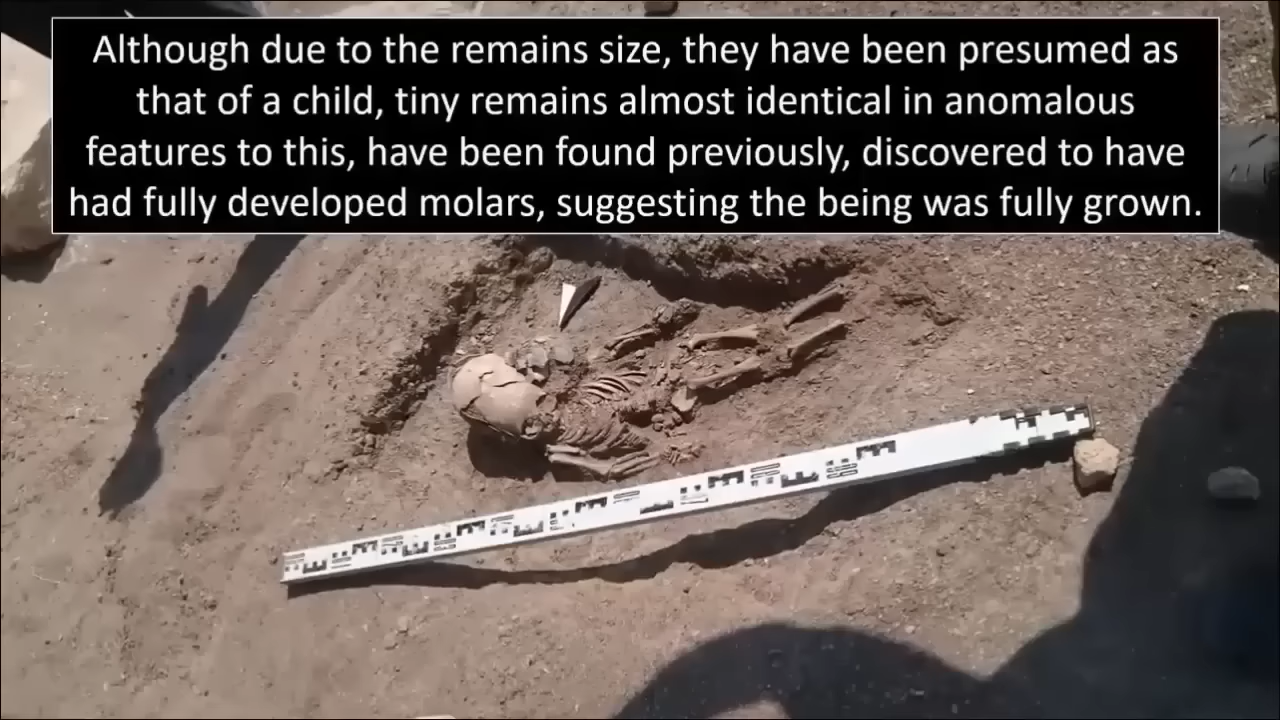 Although due to the remains size, they have been presumed as
that of a child, tiny remains almost identical in anomalous
features to this, have been found previously, discovered to have
had fully developed molars, suggesting the being was fully grown.